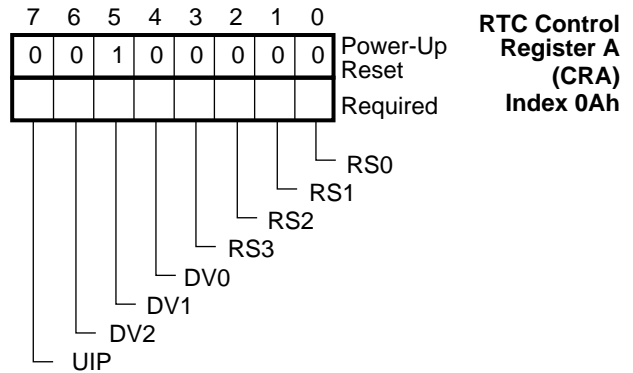 7 6 5 4 3 2 1 0
RTC Control
Register A
(CRA)
Index 0Ah
0 0 1 0 0 0 0 0
Power-Up
Reset
Required
RS0
RS1
RS2
RS3
DV0
DV1
DV2
UIP